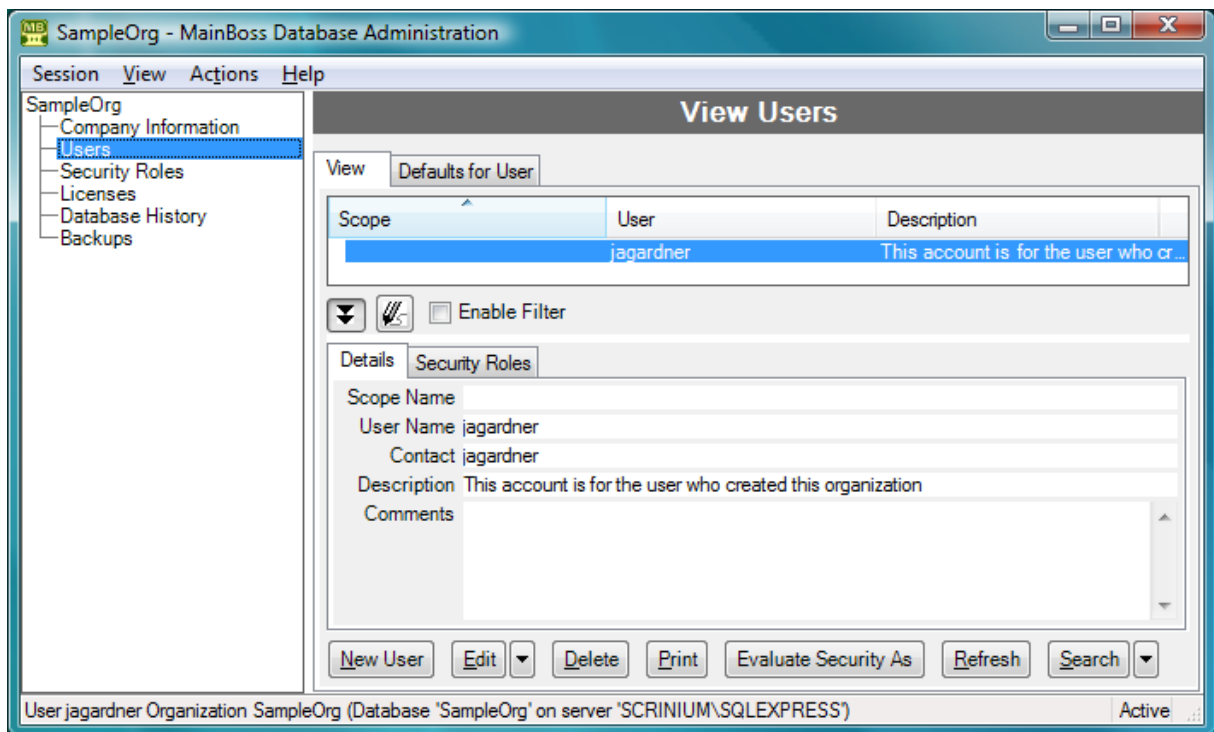 SampleOrg - MainBoss Database Administration
Session View Actions Help
SampleOrg
Company Information
Users
Security Roles
Licenses
Database History
Backups
View Users
View Defaults for User
Scope User Description
jagardner This account is for the user who cr...
Enable Filter
Details Security Roles
Scope Name
User Name jagardner
Contact jagardner
Description This account is for the user who created this organization
Comments
New User Edit Delete Print Evaluate Security As Refresh Search
User jagardner Organization SampleOrg (Database 'SampleOrg' on server 'SCRINIUM\SQLEXPRESS') Active